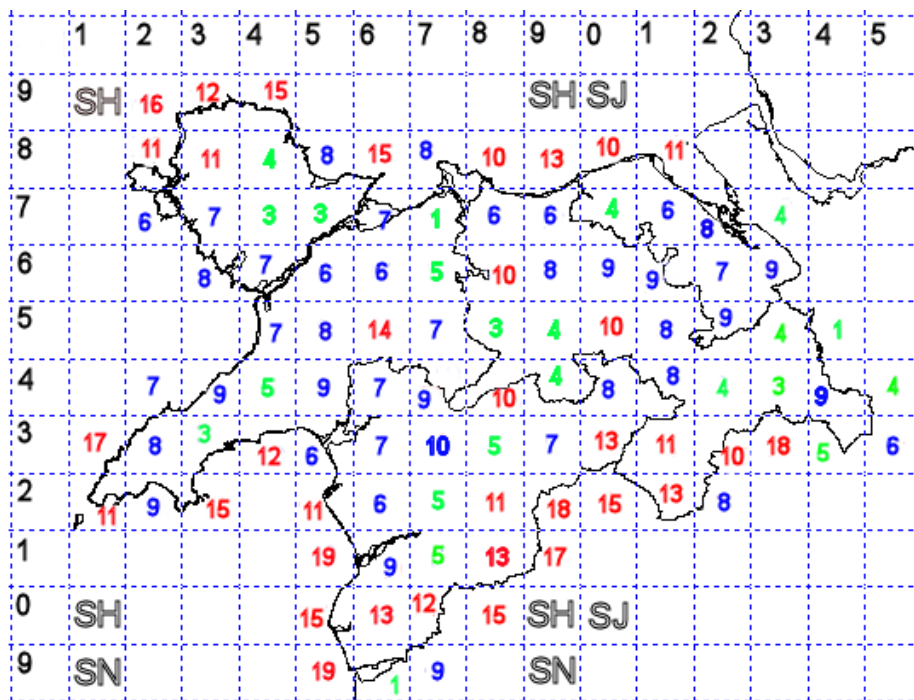 1 2 3 4 5 6 7 8 9 0 1 2 3 4 5
9 SH 16 12 15 SH SJ
8 11 11 4 8 15 8 10 13 10 11
7 6 7 3 3 7 1 6 6 4 6 8 4
6 8 7 6 6 5 10 8 9 9 7 9
5 7 8 14 7 3 4 10 8 9 4 1
4 7 9 5 9 7 9 10 4 8 8 4 3 9 4
3 17 8 3 12 6 7 10 5 7 13 11 10 18 5 6
2 11 9 15 11 6 5 11 18 15 13 8
1 19 9 5 13 17
0 SH 15 13 12 15 SH SJ
9 SN 19 1 9 SN